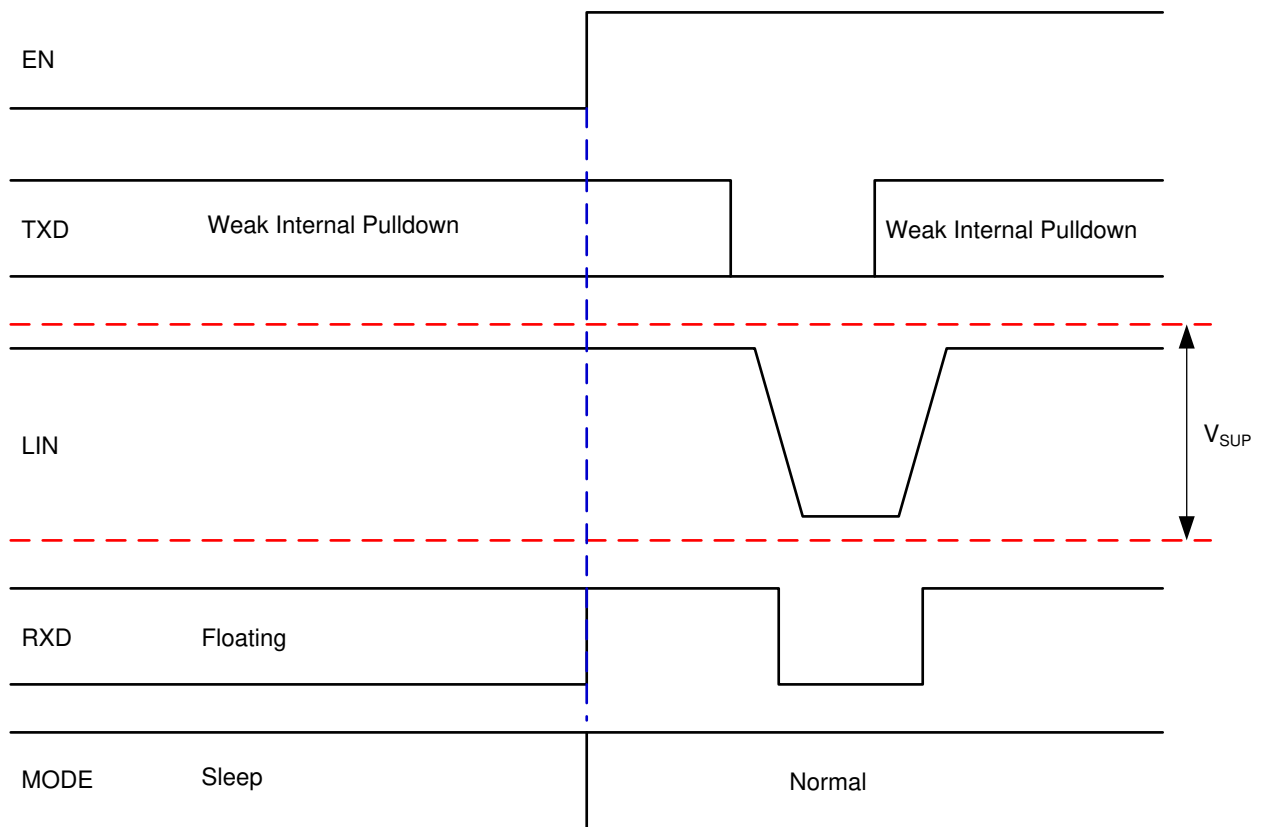 EN
TXD
Weak Internal Pulldown
Weak Internal Pulldown
LIN
VSUP
RXD
Floating
MODE
Sleep
Normal